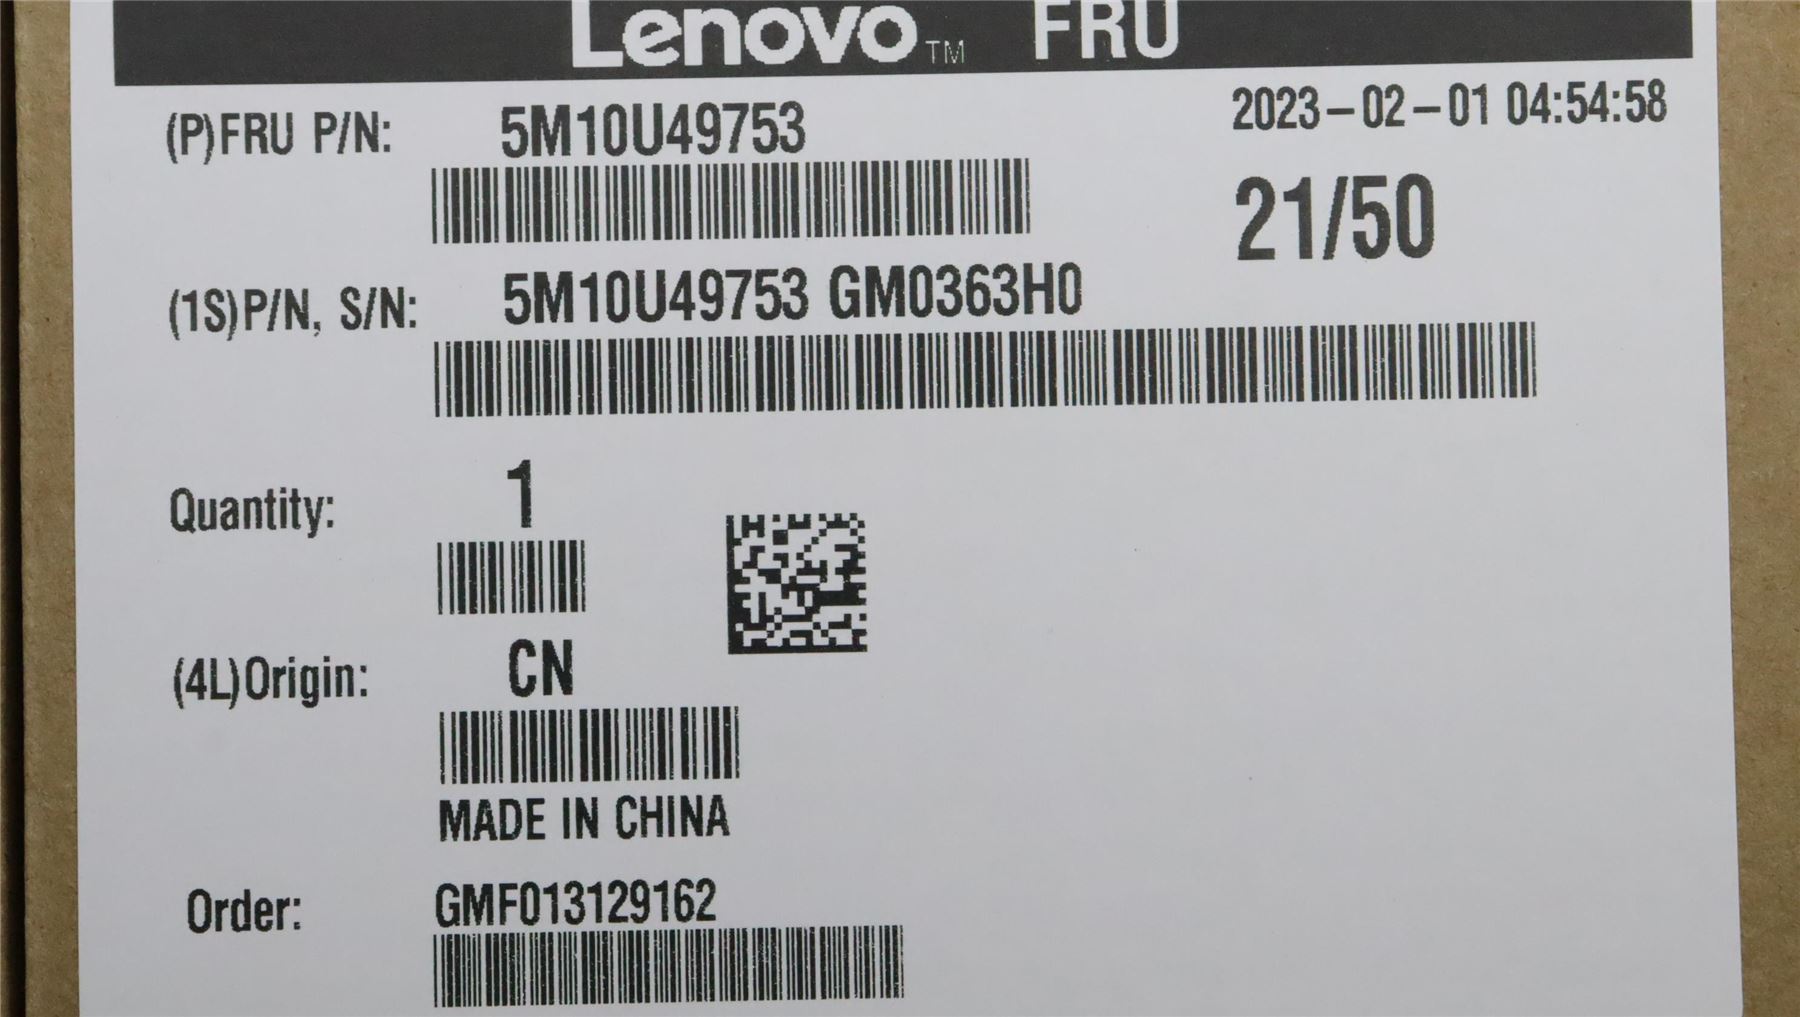 Lenovo™ FRU
(P)FRU P/N: 5M10U49753 2023-02-01 04:54:58
21/50
(1S)P/N, S/N: 5M10U49753 GM0363H0
Quantity: 1
(4L)Origin: CN
MADE IN CHINA
Order: GMF013129162